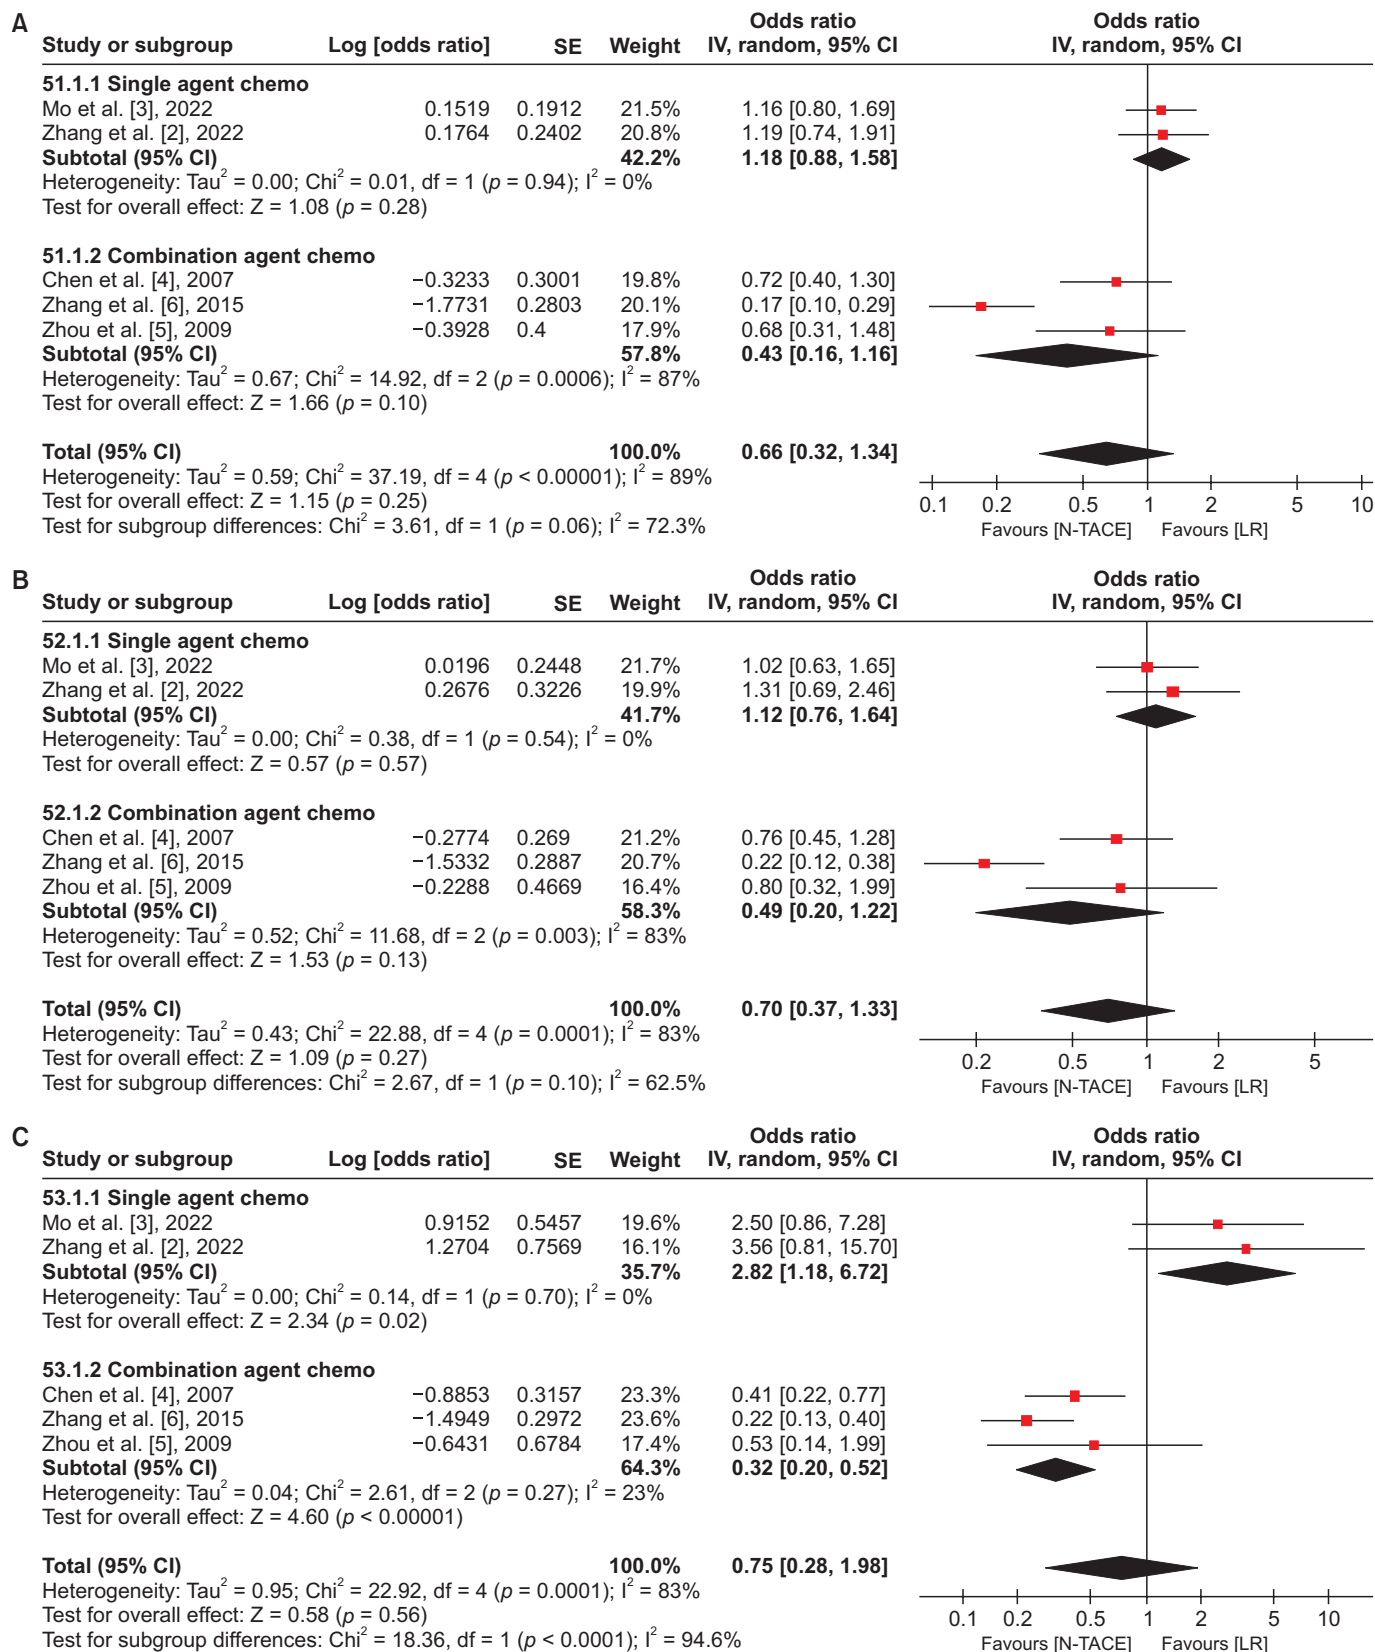 A
Odds ratio Odds ratio
Study or subgroup Log [odds ratio] SE Weight IV, random, 95% CI IV, random, 95% CI
51.1.1 Single agent chemo
Mo et al. [3], 2022 0.1519 0.1912 21.5% 1.16 [0.80, 1.69]
Zhang et al. [2], 2022 0.1764 0.2402 20.8% 1.19 [0.74, 1.91]
Subtotal (95% CI) 42.2% 1.18 [0.88, 1.58]
Heterogeneity: Tau² = 0.00; Chi² = 0.01, df = 1 (p = 0.94); I² = 0%
Test for overall effect: Z = 1.08 (p = 0.28)
51.1.2 Combination agent chemo
Chen et al. [4], 2007 −0.3233 0.3001 19.8% 0.72 [0.40, 1.30]
Zhang et al. [6], 2015 −1.7731 0.2803 20.1% 0.17 [0.10, 0.29]
Zhou et al. [5], 2009 −0.3928 0.4 17.9% 0.68 [0.31, 1.48]
Subtotal (95% CI) 57.8% 0.43 [0.16, 1.16]
Heterogeneity: Tau² = 0.67; Chi² = 14.92, df = 2 (p = 0.0006); I² = 87%
Test for overall effect: Z = 1.66 (p = 0.10)
Total (95% CI) 100.0% 0.66 [0.32, 1.34]
Heterogeneity: Tau² = 0.59; Chi² = 37.19, df = 4 (p < 0.00001); I² = 89%
Test for overall effect: Z = 1.15 (p = 0.25)
Test for subgroup differences: Chi² = 3.61, df = 1 (p = 0.06); I² = 72.3%
0.1 0.2 0.5 1 2 5 10
Favours [N-TACE] Favours [LR]
B
Odds ratio Odds ratio
Study or subgroup Log [odds ratio] SE Weight IV, random, 95% CI IV, random, 95% CI
52.1.1 Single agent chemo
Mo et al. [3], 2022 0.0196 0.2448 21.7% 1.02 [0.63, 1.65]
Zhang et al. [2], 2022 0.2676 0.3226 19.9% 1.31 [0.69, 2.46]
Subtotal (95% CI) 41.7% 1.12 [0.76, 1.64]
Heterogeneity: Tau² = 0.00; Chi² = 0.38, df = 1 (p = 0.54); I² = 0%
Test for overall effect: Z = 0.57 (p = 0.57)
52.1.2 Combination agent chemo
Chen et al. [4], 2007 −0.2774 0.269 21.2% 0.76 [0.45, 1.28]
Zhang et al. [6], 2015 −1.5332 0.2887 20.7% 0.22 [0.12, 0.38]
Zhou et al. [5], 2009 −0.2288 0.4669 16.4% 0.80 [0.32, 1.99]
Subtotal (95% CI) 58.3% 0.49 [0.20, 1.22]
Heterogeneity: Tau² = 0.52; Chi² = 11.68, df = 2 (p = 0.003); I² = 83%
Test for overall effect: Z = 1.53 (p = 0.13)
Total (95% CI) 100.0% 0.70 [0.37, 1.33]
Heterogeneity: Tau² = 0.43; Chi² = 22.88, df = 4 (p = 0.0001); I² = 83%
Test for overall effect: Z = 1.09 (p = 0.27)
Test for subgroup differences: Chi² = 2.67, df = 1 (p = 0.10); I² = 62.5%
0.2 0.5 1 2 5
Favours [N-TACE] Favours [LR]
C
Odds ratio Odds ratio
Study or subgroup Log [odds ratio] SE Weight IV, random, 95% CI IV, random, 95% CI
53.1.1 Single agent chemo
Mo et al. [3], 2022 0.9152 0.5457 19.6% 2.50 [0.86, 7.28]
Zhang et al. [2], 2022 1.2704 0.7569 16.1% 3.56 [0.81, 15.70]
Subtotal (95% CI) 35.7% 2.82 [1.18, 6.72]
Heterogeneity: Tau² = 0.00; Chi² = 0.14, df = 1 (p = 0.70); I² = 0%
Test for overall effect: Z = 2.34 (p = 0.02)
53.1.2 Combination agent chemo
Chen et al. [4], 2007 −0.8853 0.3157 23.3% 0.41 [0.22, 0.77]
Zhang et al. [6], 2015 −1.4949 0.2972 23.6% 0.22 [0.13, 0.40]
Zhou et al. [5], 2009 −0.6431 0.6784 17.4% 0.53 [0.14, 1.99]
Subtotal (95% CI) 64.3% 0.32 [0.20, 0.52]
Heterogeneity: Tau² = 0.04; Chi² = 2.61, df = 2 (p = 0.27); I² = 23%
Test for overall effect: Z = 4.60 (p < 0.00001)
Total (95% CI) 100.0% 0.75 [0.28, 1.98]
Heterogeneity: Tau² = 0.95; Chi² = 22.92, df = 4 (p = 0.0001); I² = 83%
Test for overall effect: Z = 0.58 (p = 0.56)
Test for subgroup differences: Chi² = 18.36, df = 1 (p < 0.0001); I² = 94.6%
0.1 0.2 0.5 1 2 5 10
Favours [N-TACE] Favours [LR]